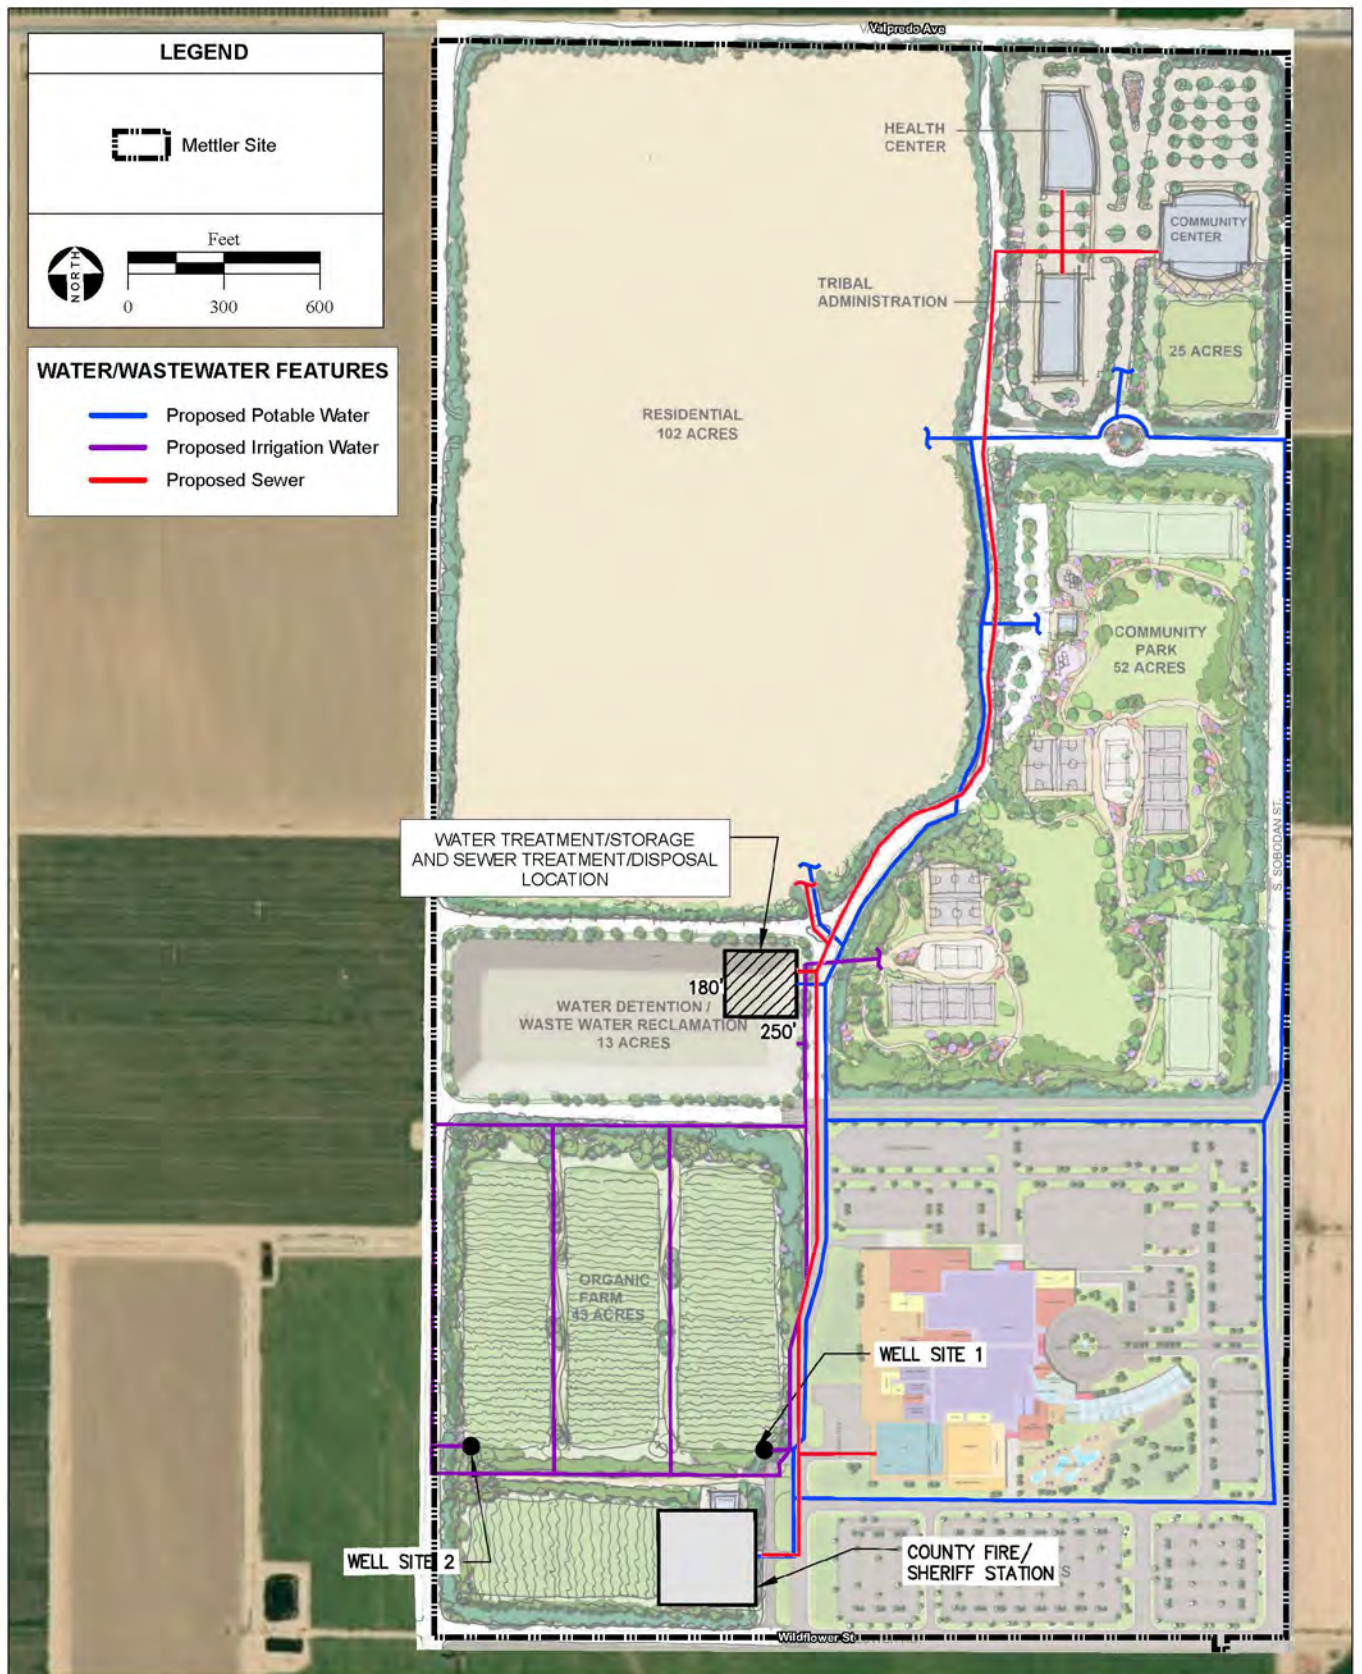 Valpredo Ave
LEGEND
Mettler Site
Feet
NORTH
0 300 600
WATER/WASTEWATER FEATURES
Proposed Potable Water
Proposed Irrigation Water
Proposed Sewer
HEALTH
CENTER
COMMUNITY
CENTER
TRIBAL
ADMINISTRATION
25 ACRES
RESIDENTIAL
102 ACRES
COMMUNITY
PARK
52 ACRES
S. SOBODAN ST.
WATER TREATMENT/STORAGE
AND SEWER TREATMENT/DISPOSAL
LOCATION
180'
250'
WATER DETENTION /
WASTE WATER RECLAMATION
13 ACRES
ORGANIC
FARM
43 ACRES
WELL SITE 1
WELL SITE 2
COUNTY FIRE/
SHERIFF STATION
Wildflower St